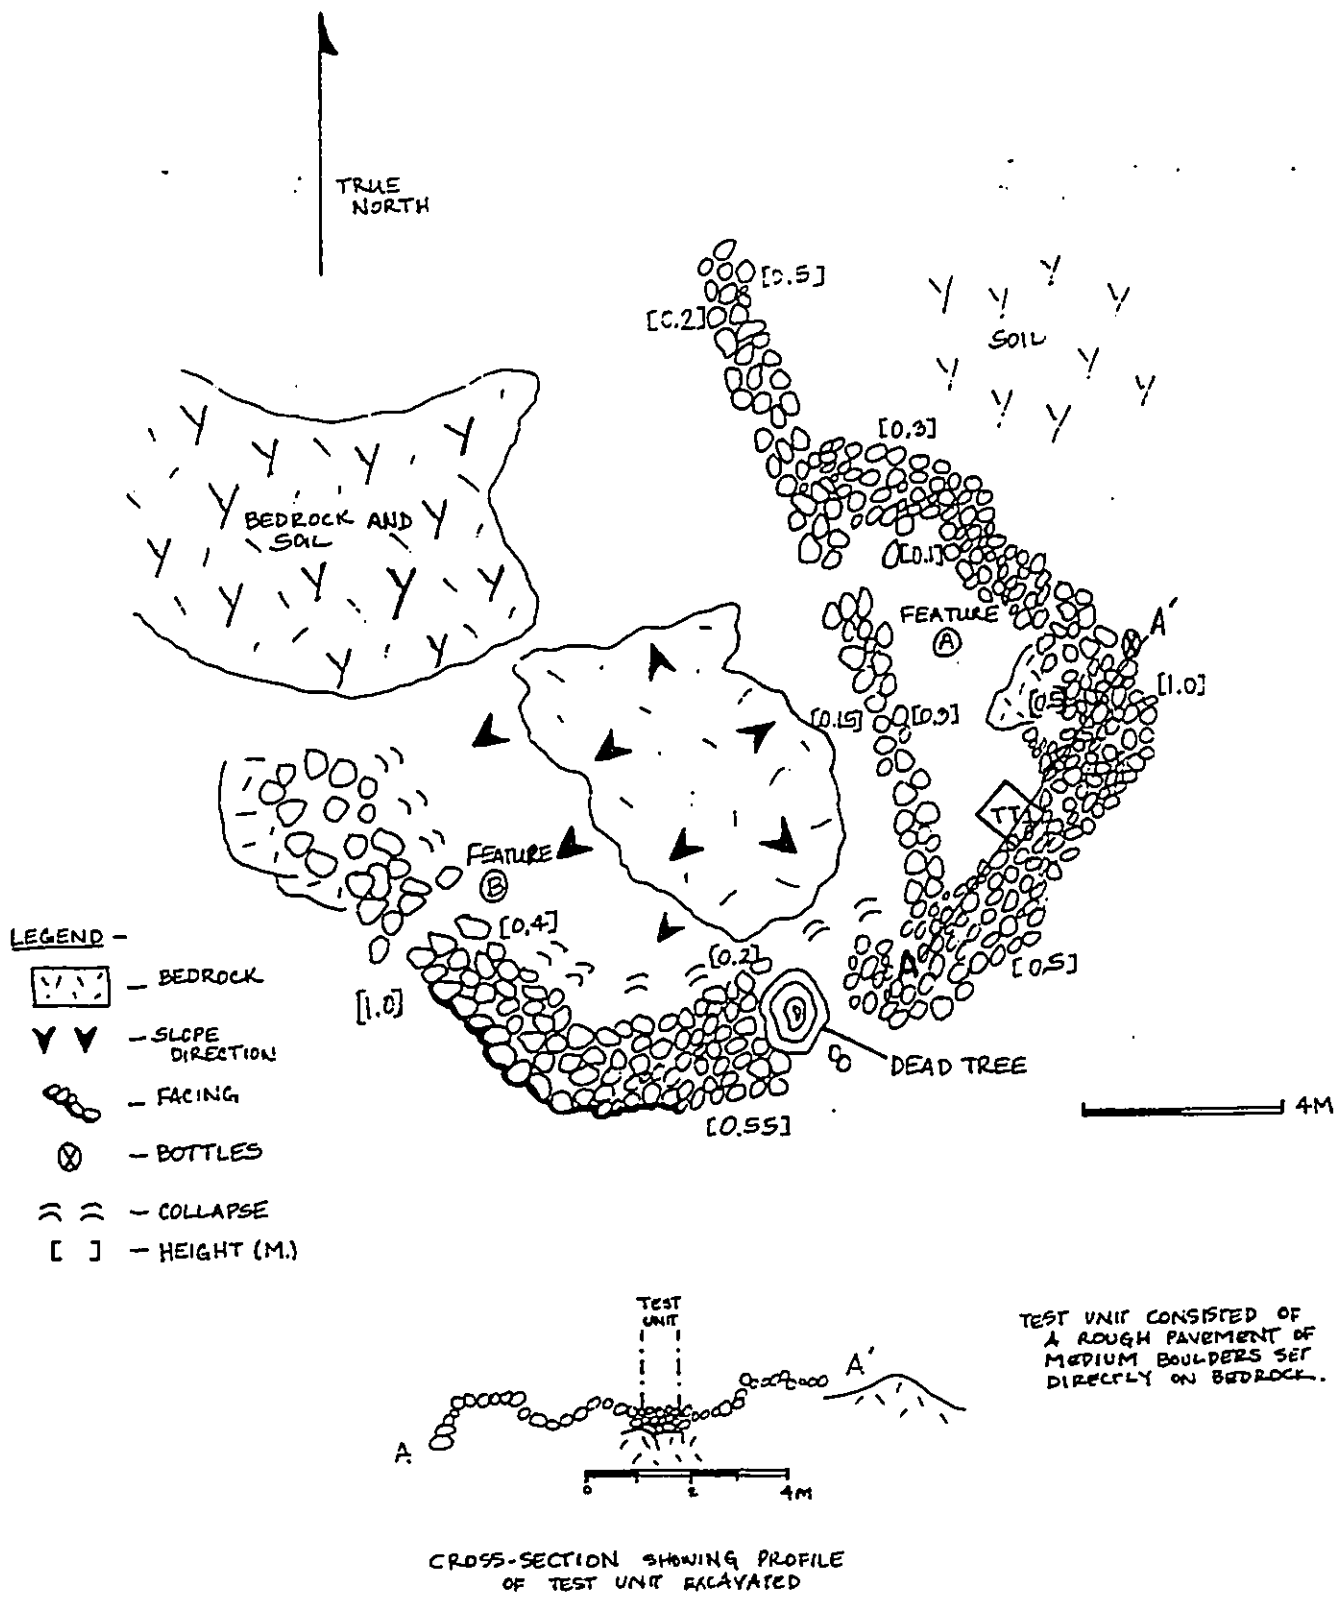 TRUE
NORTH
[0.5]
[0.2]
SOIL
[0.3]
BEDROCK AND
SOIL
[0.1]
FEATURE
A
A'
[1.0]
[0.5]
[0.15]
[0.3]
TT1
FEATURE
B
[0.4]
[0.2]
A
[0.5]
[1.0]
DEAD TREE
[0.55]
4M
LEGEND -
- BEDROCK
- SLOPE
DIRECTION
- FACING
- BOTTLES
- COLLAPSE
[ ] - HEIGHT (M.)
TEST
UNIT
A'
A
0 2 4M
TEST UNIT CONSISTED OF
A ROUGH PAVEMENT OF
MEDIUM BOULDERS SET
DIRECTLY ON BEDROCK.
CROSS-SECTION SHOWING PROFILE
OF TEST UNIT EXCAVATED